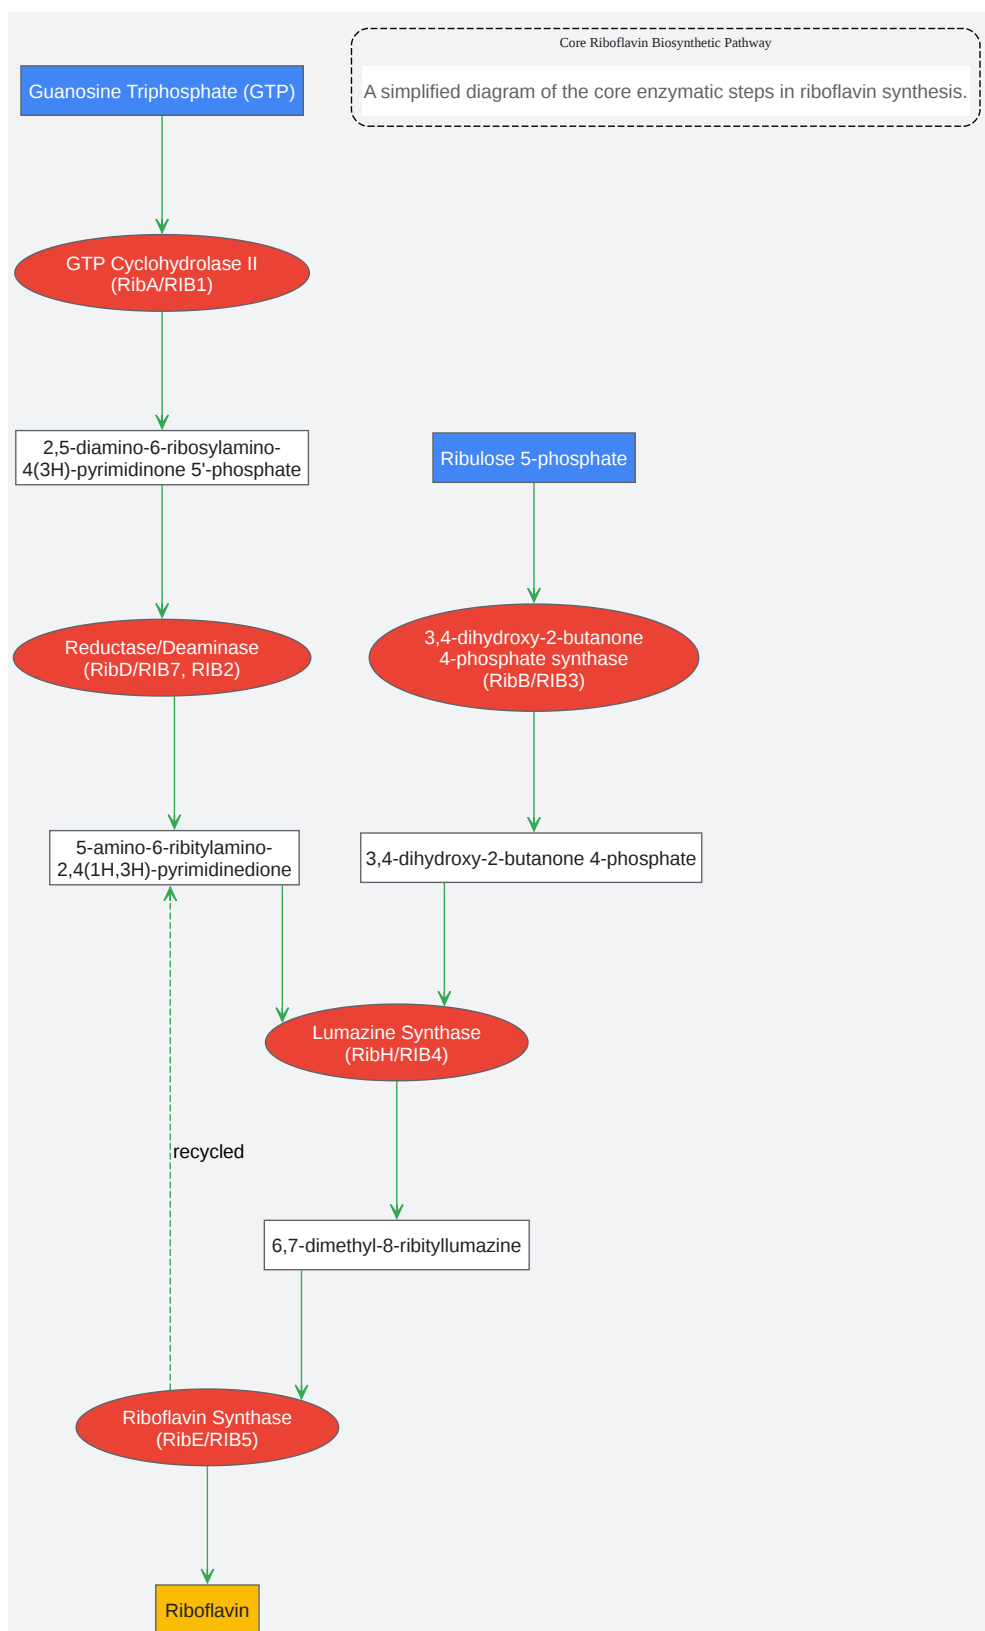 Core Riboflavin Biosynthetic Pathway
A simplified diagram of the core enzymatic steps in riboflavin synthesis.
Guanosine Triphosphate (GTP)
GTP Cyclohydrolase II
(RibA/RIB1)
2,5-diamino-6-ribosylamino-
4(3H)-pyrimidinone 5'-phosphate
Ribulose 5-phosphate
Reductase/Deaminase
(RibD/RIB7, RIB2)
3,4-dihydroxy-2-butanone
4-phosphate synthase
(RibB/RIB3)
5-amino-6-ribitylamino-
2,4(1H,3H)-pyrimidinedione
3,4-dihydroxy-2-butanone 4-phosphate
Lumazine Synthase
(RibH/RIB4)
recycled
6,7-dimethyl-8-ribityllumazine
Riboflavin Synthase
(RibE/RIB5)
Riboflavin